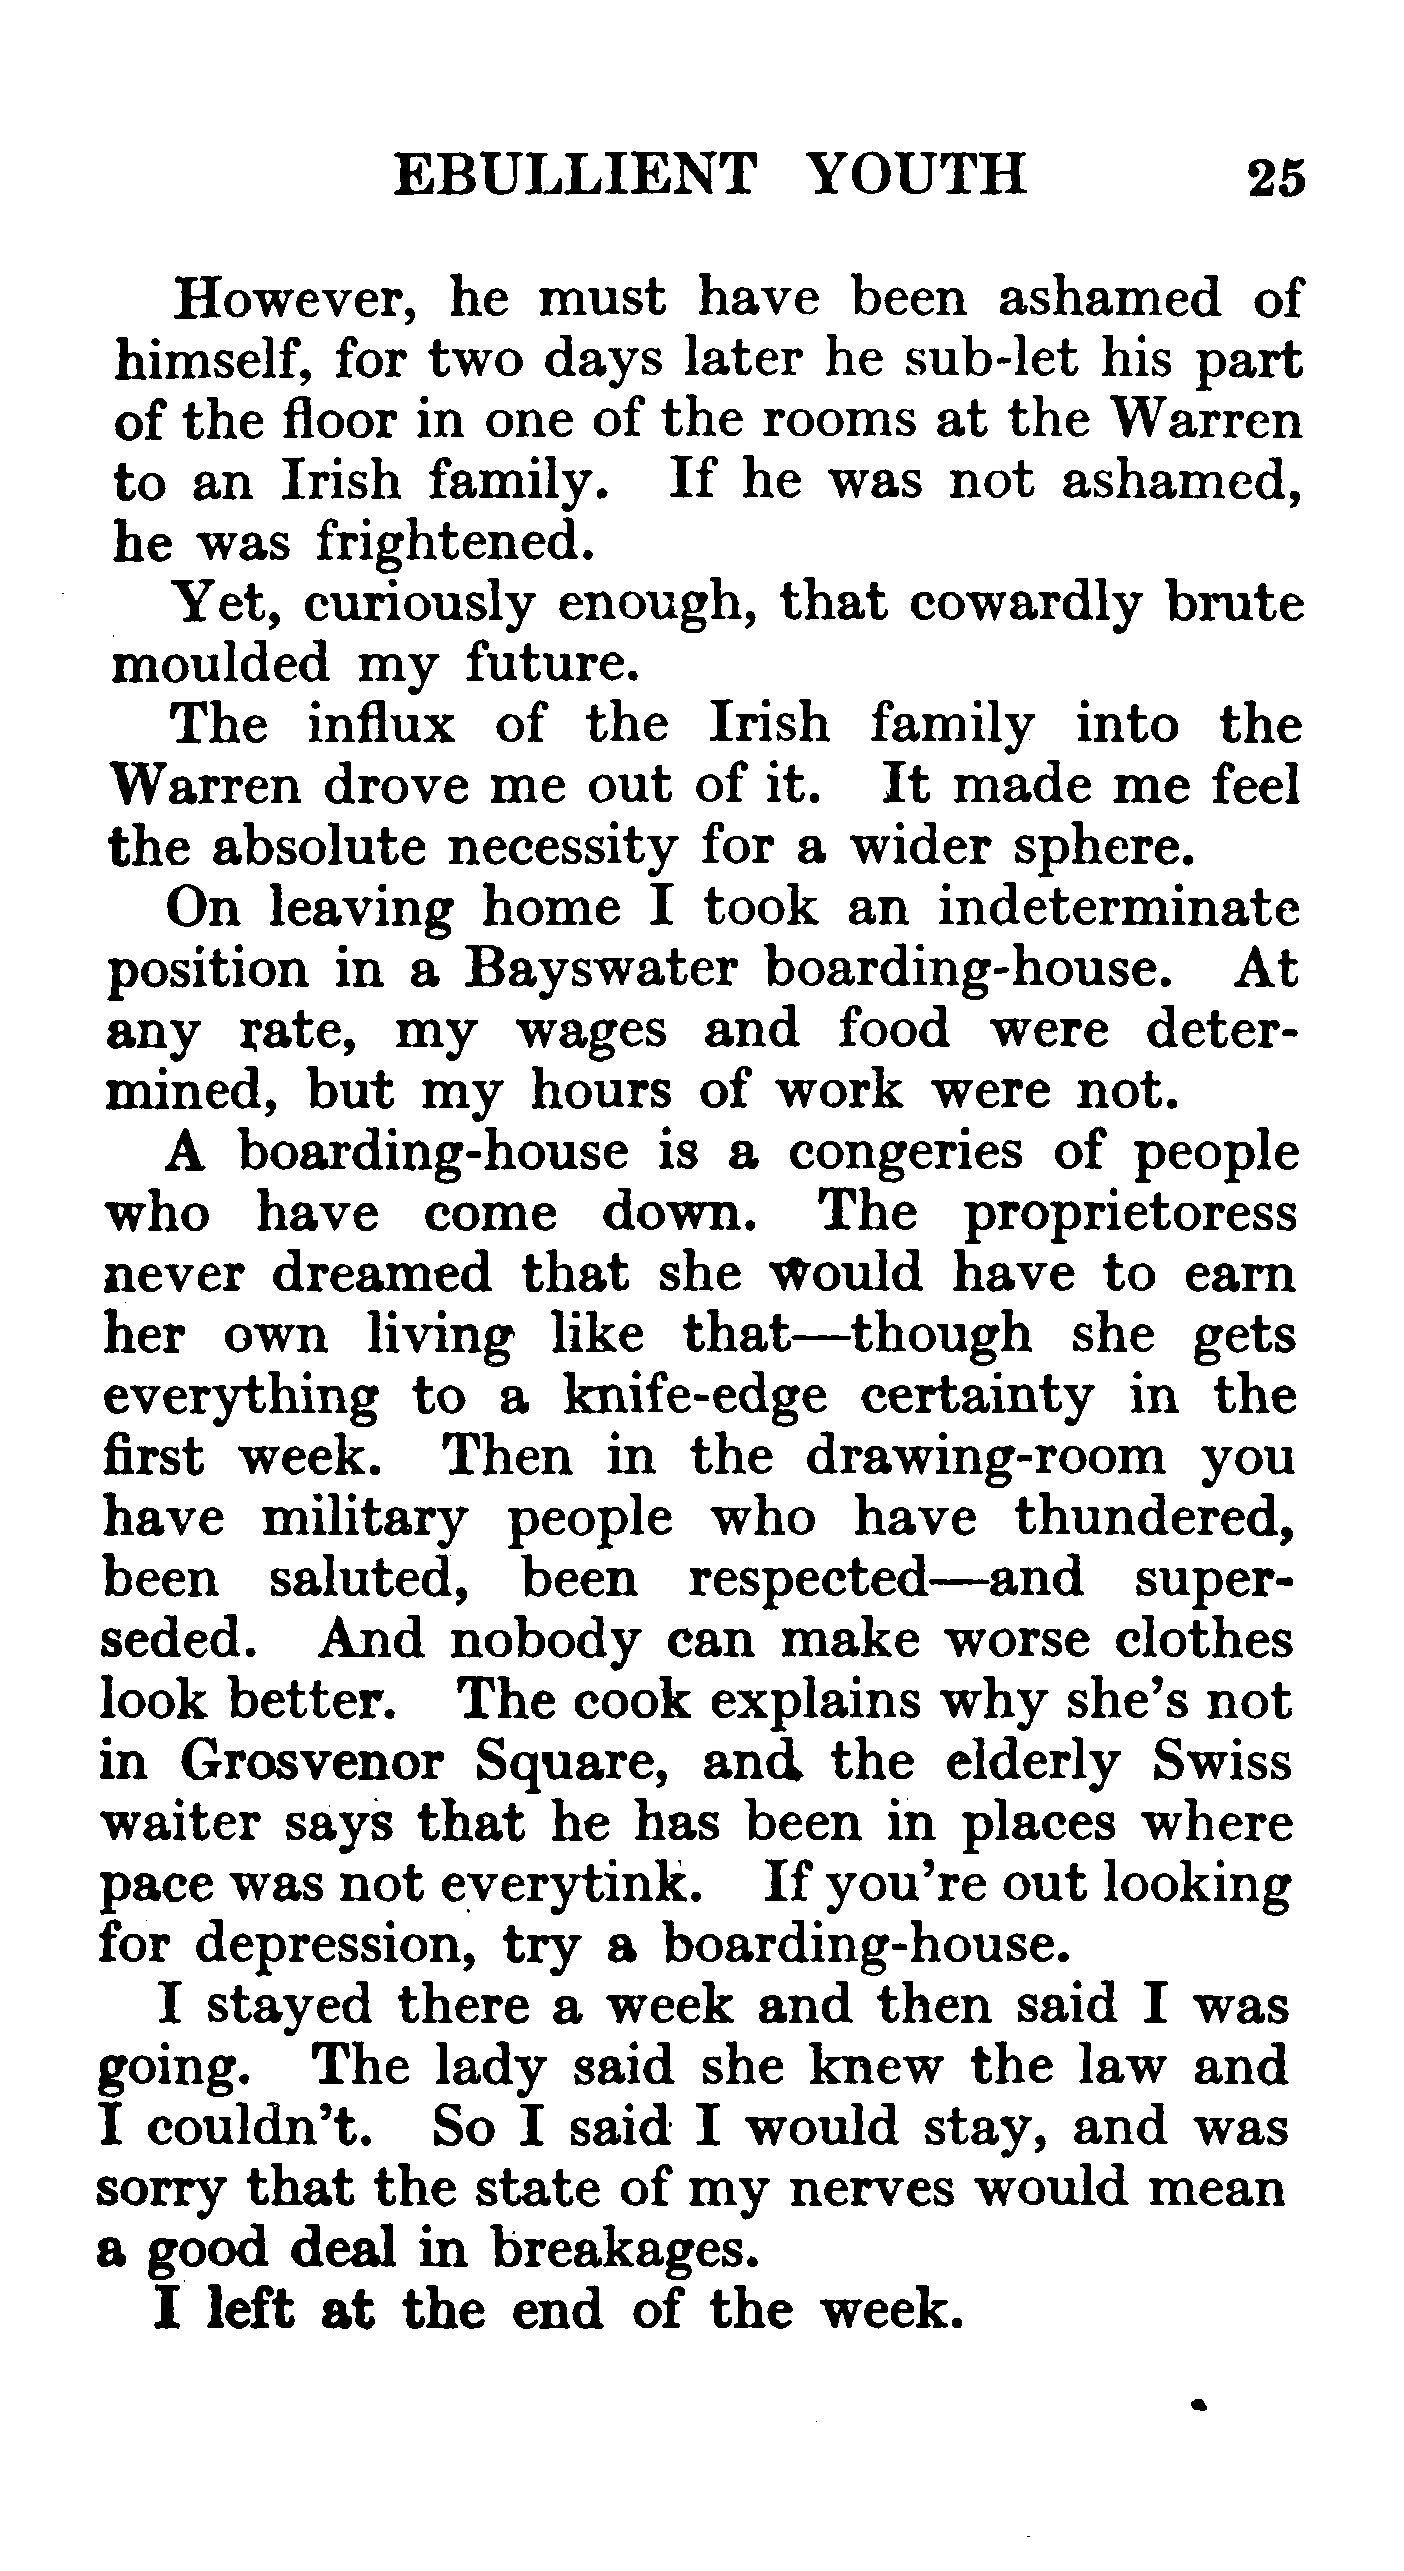 EBULLIENT YOUTH 25
However, he must have been ashamed of
himself, for two days later he sub-let his part
of the floor in one of the rooms at the Warren
to an Irish family. If he was not ashamed,
he was frightened.
Yet, curiously enough, that cowardly brute
moulded my future.
The influx of the Irish family into the
Warren drove me out of it. It made me feel
the absolute necessity for a wider sphere.
On leaving home I took an indeterminate
position in a Bayswater boarding-house. At
any rate, my wages and food were deter-
mined, but my hours of work were not.
A boarding-house is a congeries of people
who have come down. The proprietoress
never dreamed that she would have to earn
her own living like that—though she gets
everything to a knife-edge certainty in the
first week. Then in the drawing-room you
have military people who have thundered,
been saluted, been respected—and super-
seded. And nobody can make worse clothes
look better. The cook explains why she's not
in Grosvenor Square, and the elderly Swiss
waiter says that he has been in places where
pace was not everytink. If you're out looking
for depression, try a boarding-house.
I stayed there a week and then said I was
going. The lady said she knew the law and
I couldn't. So I said I would stay, and was
sorry that the state of my nerves would mean
a good deal in breakages.
I left at the end of the week.